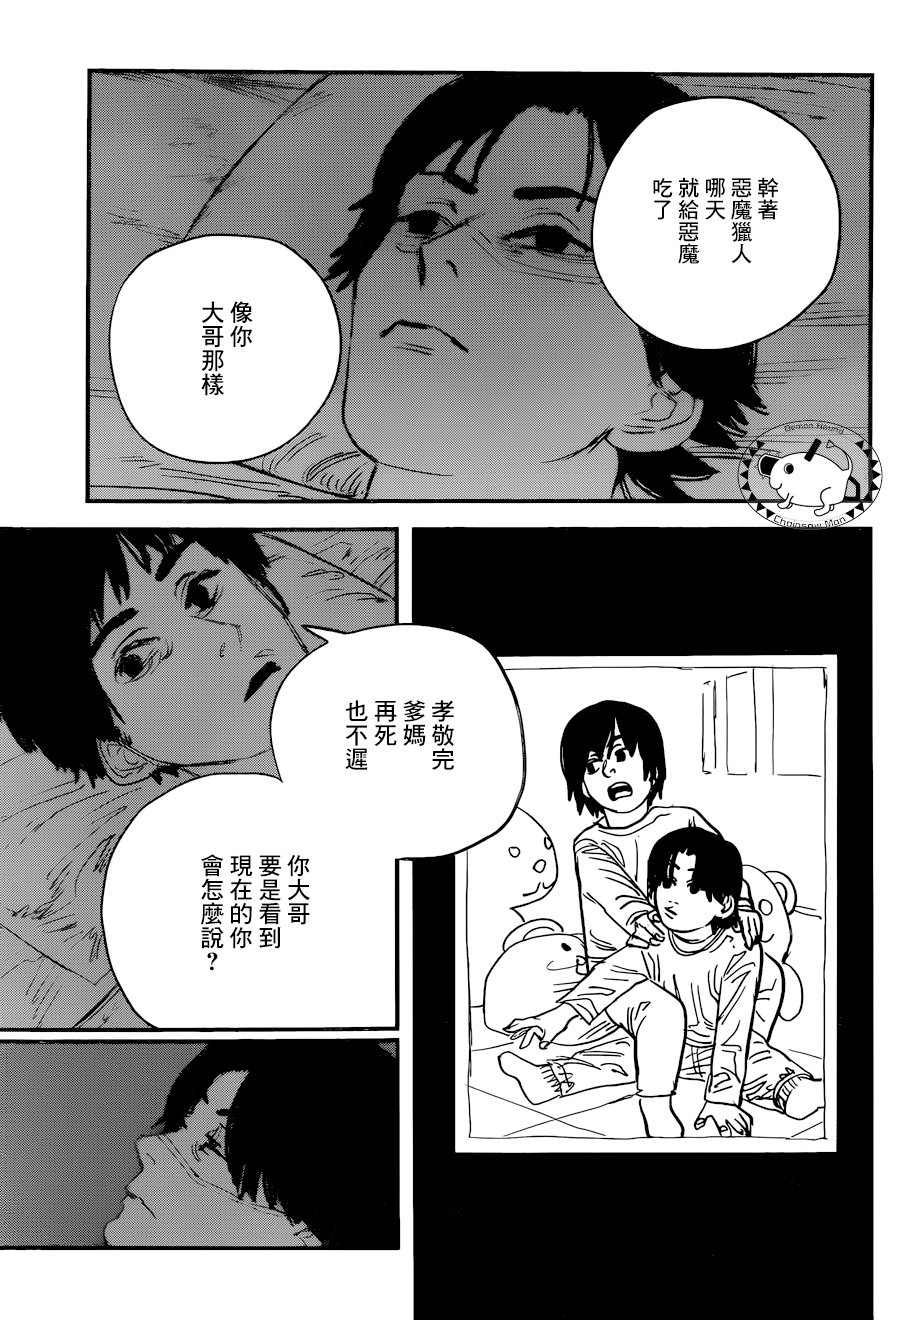 幹著
惡魔獵人
哪天
就給惡魔
吃了
像你
大哥那樣
孝敬完
爹媽
再死
也不遲
你大哥
要是看到
現在的你
會怎麼說?
Demon Hound
Chainsaw Man